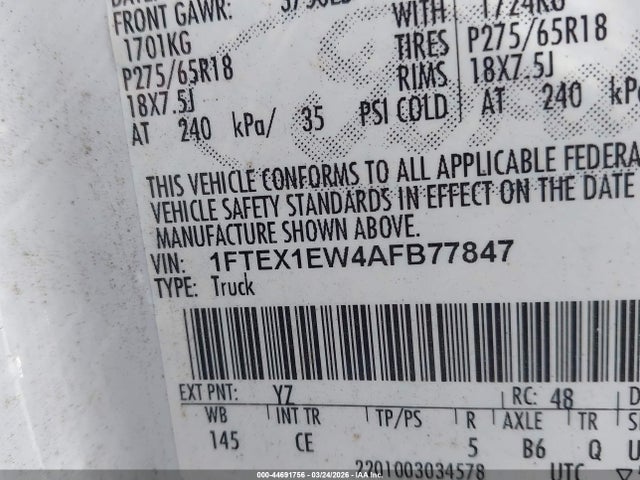 FRONT GAWR: WITH
1701KG TIRES P275/65R18
P275/65R18 RIMS 18X7.5J
18X7.5J PSI COLD AT 240
AT 240 kPa/ 35
THIS VEHICLE CONFORMS TO ALL APPLICABLE FEDERA
VEHICLE SAFETY STANDARDS IN EFFECT ON THE DATE
MANUFACTURE SHOWN ABOVE.
VIN: 1FTEX1EW4AFB77847
TYPE: Truck
EXT PNT: YZ RC: 48
WB INT TR TP/PS R AXLE TR
145 CE 5 B6 Q
2201003034578 UTC
00-44691756 — 03/24/2026 — IAA Inc.